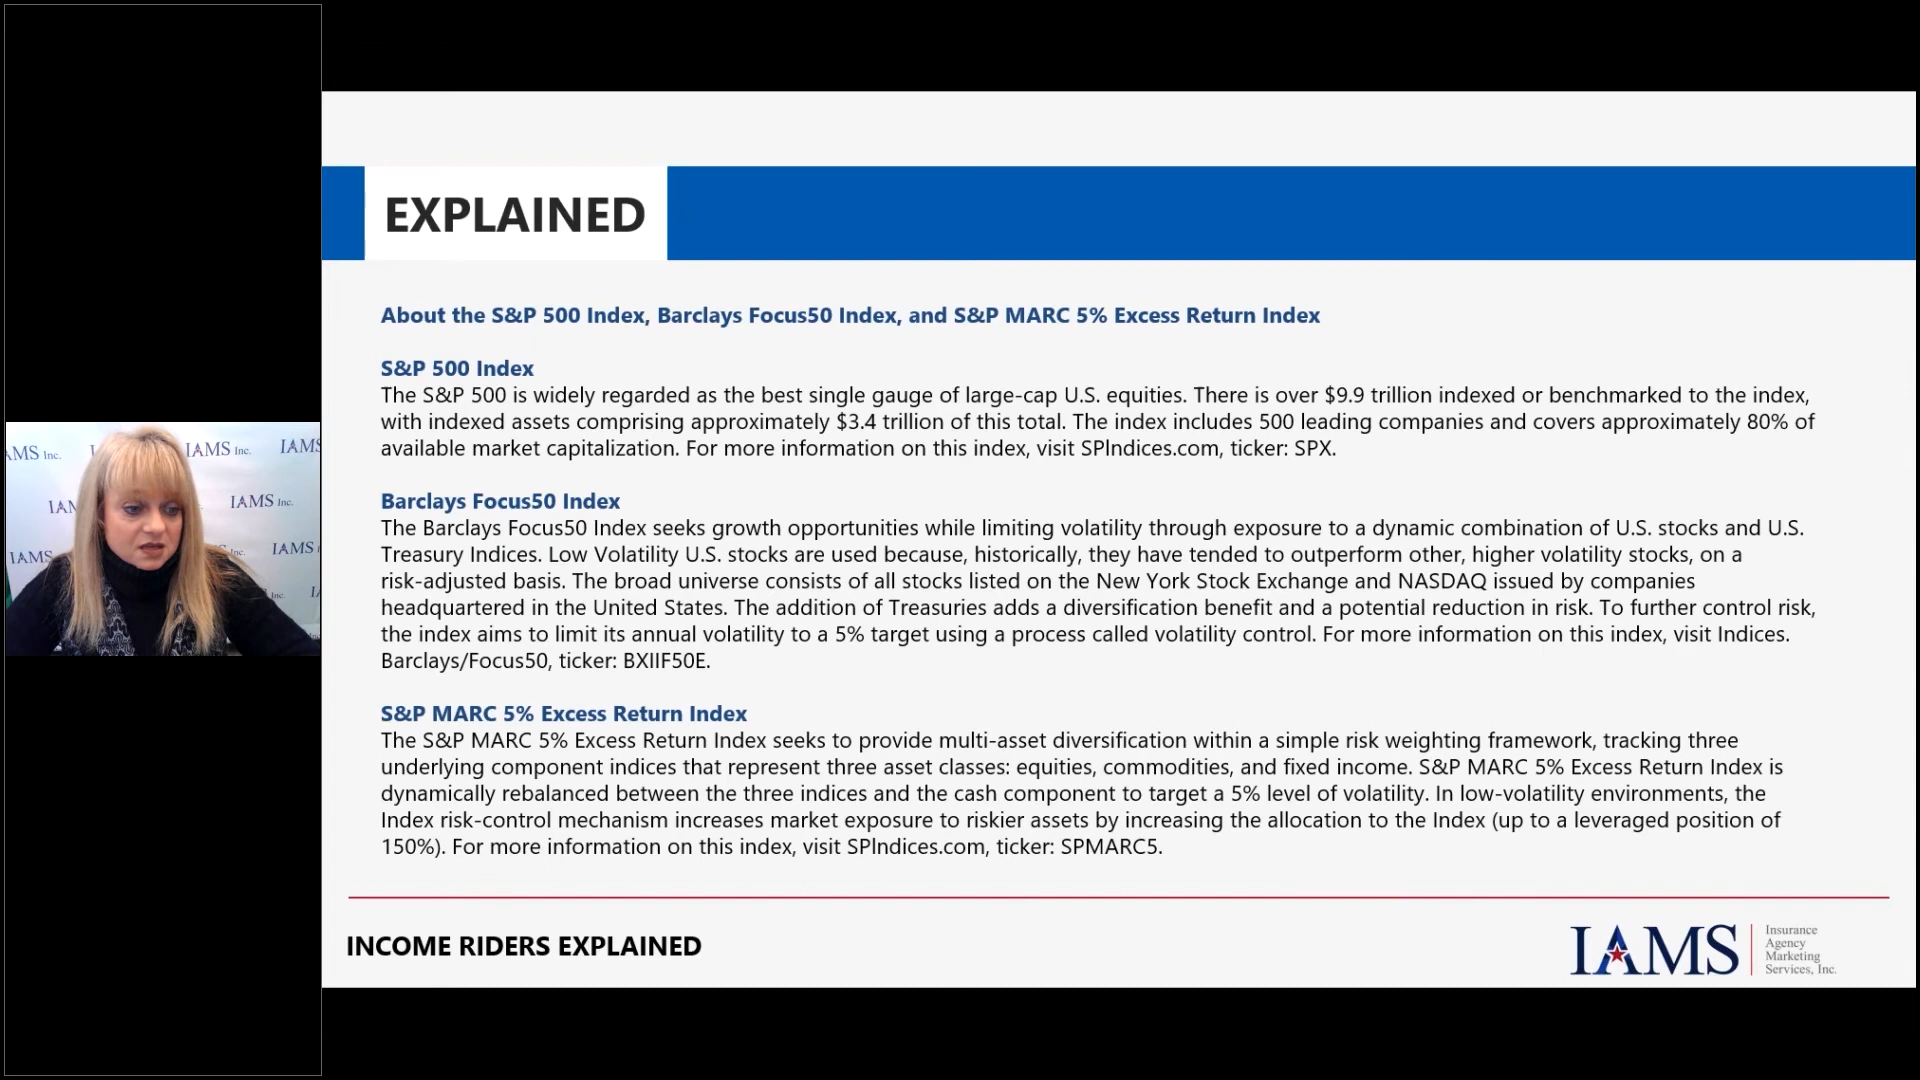 EXPLAINED
About the S&P 500 Index, Barclays Focus50 Index, and S&P MARC 5% Excess Return Index
S&P 500 Index
The S&P 500 is widely regarded as the best single gauge of large-cap U.S. equities. There is over $9.9 trillion indexed or benchmarked to the index,
with indexed assets comprising approximately $3.4 trillion of this total. The index includes 500 leading companies and covers approximately 80% of
available market capitalization. For more information on this index, visit SPlndices.com, ticker: SPX.
Barclays Focus50 Index
The Barclays Focus50 Index seeks growth opportunities while limiting volatility through exposure to a dynamic combination of U.S. stocks and U.S.
Treasury Indices. Low Volatility U.S. stocks are used because, historically, they have tended to outperform other, higher volatility stocks, on a
risk-adjusted basis. The broad universe consists of all stocks listed on the New York Stock Exchange and NASDAQ issued by companies
headquartered in the United States. The addition of Treasuries adds a diversification benefit and a potential reduction in risk. To further control risk,
the index aims to limit its annual volatility to a 5% target using a process called volatility control. For more information on this index, visit Indices.
Barclays/Focus50, ticker: BXIIF50E.
S&P MARC 5% Excess Return Index
The S&P MARC 5% Excess Return Index seeks to provide multi-asset diversification within a simple risk weighting framework, tracking three
underlying component indices that represent three asset classes: equities, commodities, and fixed income. S&P MARC 5% Excess Return Index is
dynamically rebalanced between the three indices and the cash component to target a 5% level of volatility. In low-volatility environments, the
Index risk-control mechanism increases market exposure to riskier assets by increasing the allocation to the Index (up to a leveraged position of
150%). For more information on this index, visit SPlndices.com, ticker: SPMARC5.
INCOME RIDERS EXPLAINED
IAMS
Insurance
Agency
Marketing
Services, Inc.
AMS Inc.
IAMS Inc.
IAMS
IAMS Inc.
IAMS
Inc.
IAMS
Inc.